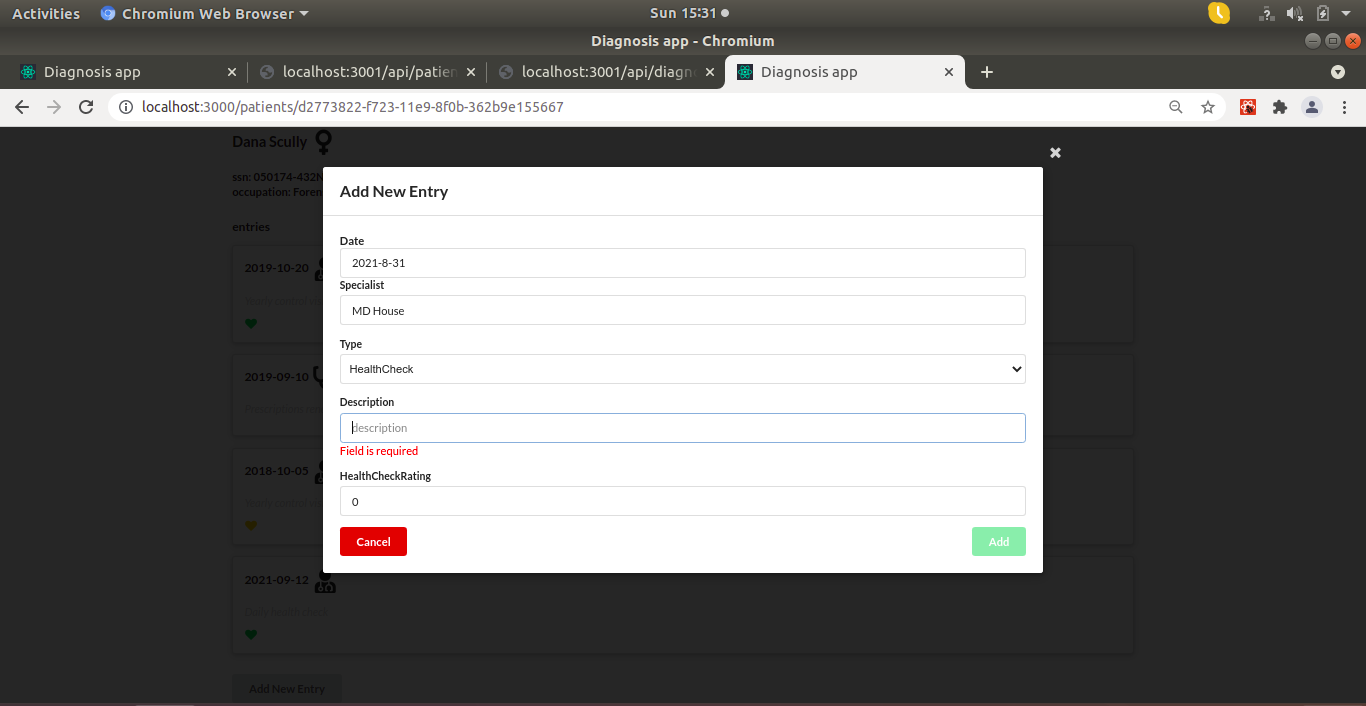 Activities Chromium Web Browser Sun 15:31
Diagnosis app - Chromium
Diagnosis app localhost:3001/api/patien localhost:3001/api/diagn Diagnosis app
localhost:3000/patients/d2773822-f723-11e9-8f0b-362b9e155667
Dana Scully
ssn: 050174-432N
occupation: Foren
entries
2019-10-20
2019-09-10
2018-10-05
2021-09-12
Daily healthcheck
Add New Entry
Add New Entry
Date
2021-8-31
Specialist
MD House
Type
HealthCheck
Description
description
Field is required
HealthCheckRating
0
Cancel Add